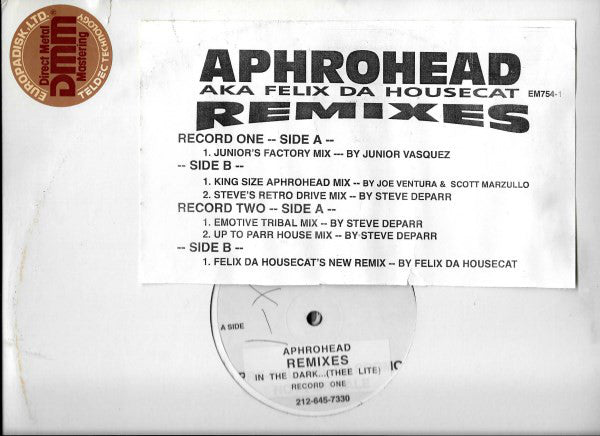 EUROPADISK, LTD.
Direct Metal
DMM
Mastering
TELDEC TECHNOLOGY
APHROHEAD
AKA FELIX DA HOUSECAT EM754-1
REMIXES
RECORD ONE -- SIDE A --
1. JUNIOR'S FACTORY MIX --- BY JUNIOR VASQUEZ
-- SIDE B --
1. KING SIZE APHROHEAD MIX -- BY JOE VENTURA & SCOTT MARZULLO
2. STEVE'S RETRO DRIVE MIX -- BY STEVE DEPARR
RECORD TWO -- SIDE A --
1. EMOTIVE TRIBAL MIX -- BY STEVE DEPARR
2. UP TO PARR HOUSE MIX -- BY STEVE DEPARR
-- SIDE B --
1. FELIX DA HOUSECAT'S NEW REMIX -- BY FELIX DA HOUSECAT
A SIDE
APHROHEAD
REMIXES
IN THE DARK...(THEE LITE)
RECORD ONE
212-645-7330